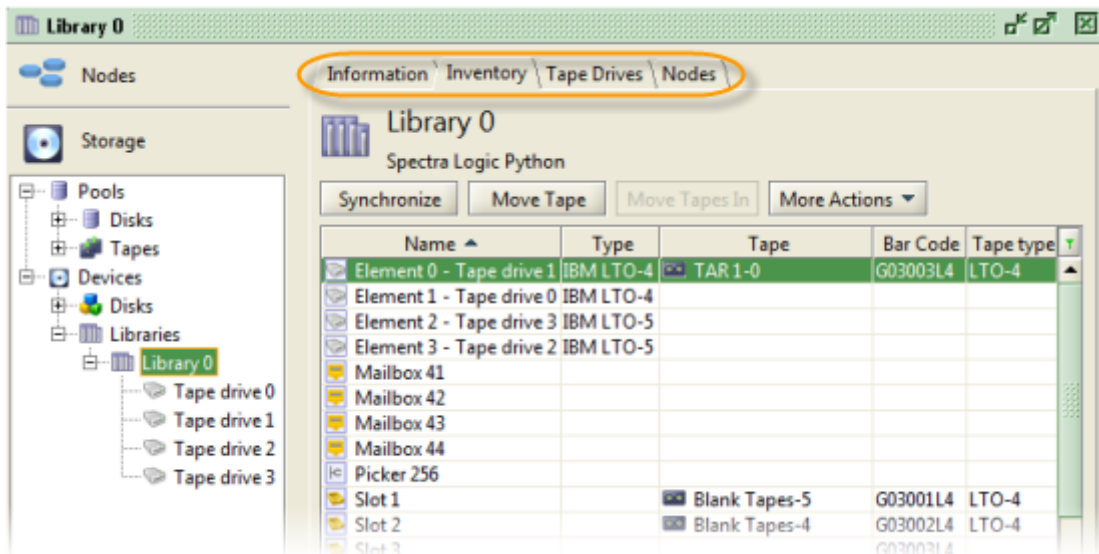 Library 0
Nodes
Storage
Pools
Disks
Tapes
Devices
Disks
Libraries
Library 0
Tape drive 0
Tape drive 1
Tape drive 2
Tape drive 3
Information Inventory Tape Drives Nodes
Library 0
Spectra Logic Python
Synchronize Move Tape Move Tapes In More Actions
Name Type Tape Bar Code Tape type
Element 0 - Tape drive 1 IBM LTO-4 TAR 1-0 G03003L4 LTO-4
Element 1 - Tape drive 0 IBM LTO-4
Element 2 - Tape drive 3 IBM LTO-5
Element 3 - Tape drive 2 IBM LTO-5
Mailbox 41
Mailbox 42
Mailbox 43
Mailbox 44
Picker 256
Slot 1 Blank Tapes-5 G03001L4 LTO-4
Slot 2 Blank Tapes-4 G03002L4 LTO-4
Slot 3 G03003L4